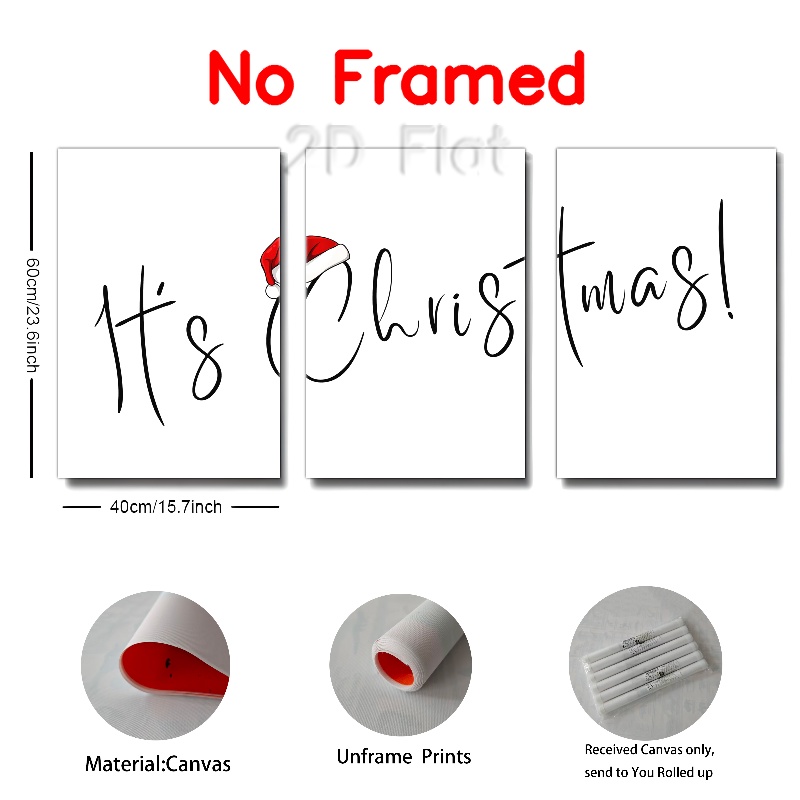 No Framed
2D Flat
It's Christmas!
60cm/23.6inch
40cm/15.7inch
Material:Canvas
Unframe Prints
Received Canvas only,
send to You Rolled up